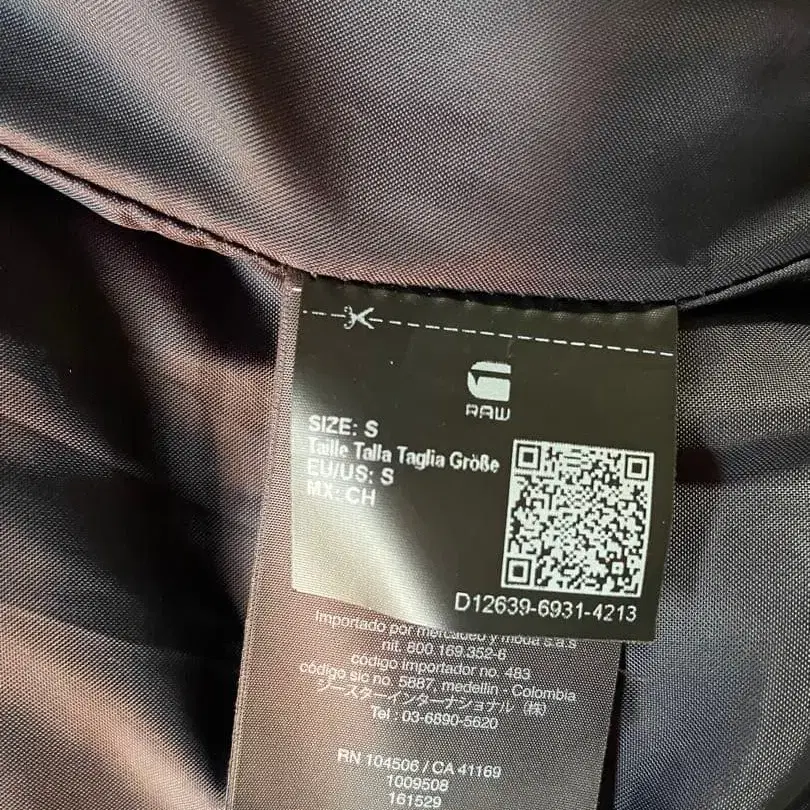 RAW
SIZE: S
Taille Talla Taglia Größe
EU/US: S
MX: CH
D12639-6931-4213
Importado por mercadeo y moda s.a.s
nit. 800.169.352-6
código importador no. 483
código sic no. 5887, medellin - Colombia
ジースターインターナショナル (株)
Tel : 03-6890-5620
RN 104506 / CA 41169
1009508
161529